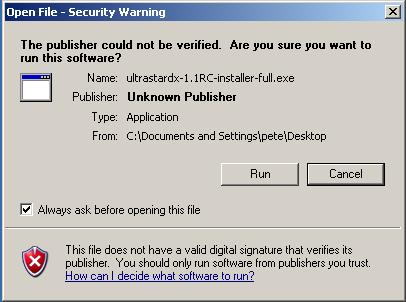 Open File - Security Warning
The publisher could not be verified.  Are you sure you want to
run this software?
Name: ultrastardx-1.1RC-installer-full.exe
Publisher: Unknown Publisher
Type: Application
From: C:\Documents and Settings\pete\Desktop
Run Cancel
Always ask before opening this file
This file does not have a valid digital signature that verifies its
publisher.  You should only run software from publishers you trust.
How can I decide what software to run?